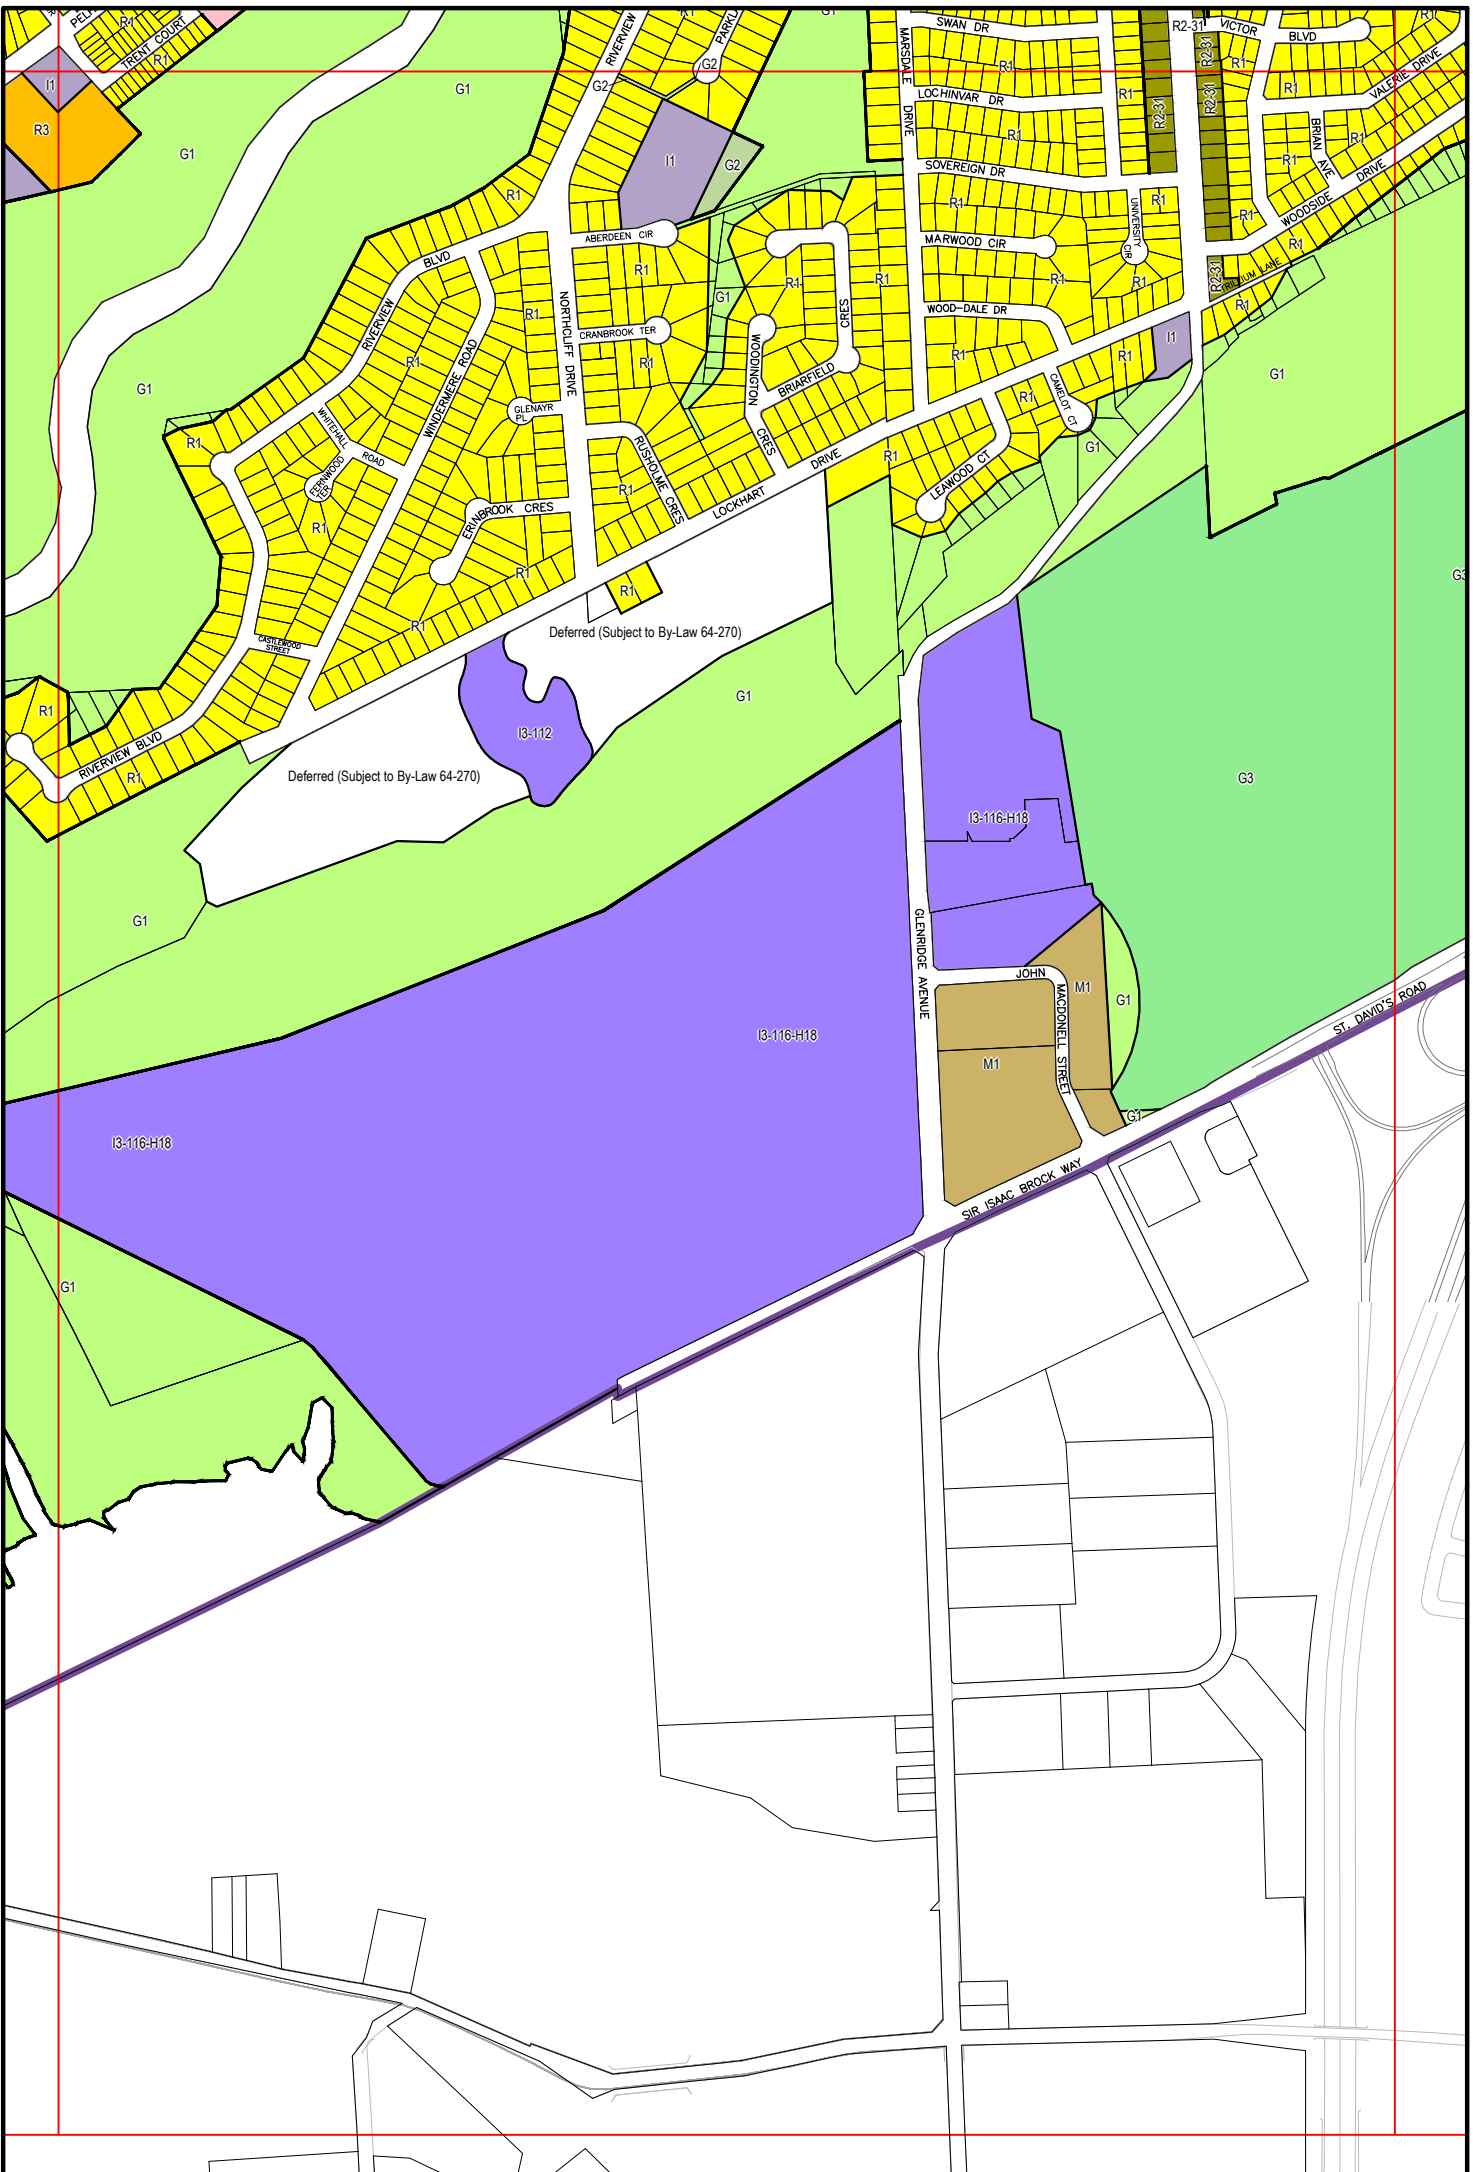 TRENT COURT
R1
R1
I1
R3
G1
G1
G1
RIVERVIEW
R1
G2
G2
G1
I1
G2
MARSDALE DRIVE
SWAN DR
R1
LOCHINVAR DR
R1
R1
SOVEREIGN DR
R1
MARWOOD CIR
R1
R2-31
R2-31
R2-31
R2-31
VICTOR
BLVD
R1
R1
R1
VALERIE DRIVE
R1
BRIAN AVE
R1
R1
WOODSIDE DRIVE
R1
R1
UNIVERSITY CIR
R1
R1
R2-31
R1
R1
ABERDEEN CIR
R1
BLVD
RIVERVIEW
R1
R1
NORTHCLIFF DRIVE
CRANBROOK TER
R1
G1
R1
R1
CRES
WOODINGTON
BRIARFIELD
CRES
WOOD-DALE DR
R1
R1
I1
G1
WINDERMERE ROAD
GLENAYR PL
WHITEHALL
ROAD
FERNWOOD TER
R1
R1
ERINBROOK CRES
RUSHOLME CRES
R1
LOCKHART
DRIVE
R1
LEAWOOD CT
R1
CAMELOT CT
G1
R1
R1
R1
CASTLEWOOD STREET
Deferred (Subject to By-Law 64-270)
G1
I3-112
R1
RIVERVIEW BLVD
R1
Deferred (Subject to By-Law 64-270)
G3
I3-116-H18
G1
GLENRIDGE AVENUE
JOHN
MACDONELL STREET
M1
G1
M1
ST. DAVID'S ROAD
I3-116-H18
G1
I3-116-H18
SIR ISAAC BROCK WAY
G1